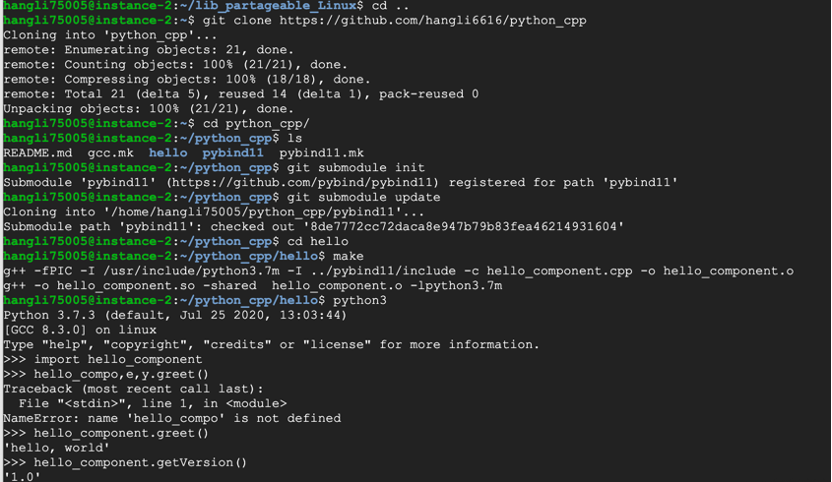 hangli75005@instance-2:~/lib_partageable_Linux$ cd ..
hangli75005@instance-2:~$ git clone https://github.com/hangli6616/python_cpp
Cloning into 'python_cpp'...
remote: Enumerating objects: 21, done.
remote: Counting objects: 100% (21/21), done.
remote: Compressing objects: 100% (18/18), done.
remote: Total 21 (delta 5), reused 14 (delta 1), pack-reused 0
Unpacking objects: 100% (21/21), done.
hangli75005@instance-2:~$ cd python_cpp/
hangli75005@instance-2:~/python_cpp$ ls
README.md  gcc.mk  hello  pybind11  pybind11.mk
hangli75005@instance-2:~/python_cpp$ git submodule init
Submodule 'pybind11' (https://github.com/pybind/pybind11) registered for path 'pybind11'
hangli75005@instance-2:~/python_cpp$ git submodule update
Cloning into '/home/hangli75005/python_cpp/pybind11'...
Submodule path 'pybind11': checked out '8de7772cc72daca8e947b79b83fea46214931604'
hangli75005@instance-2:~/python_cpp$ cd hello
hangli75005@instance-2:~/python_cpp/hello$ make
g++ -fPIC -I /usr/include/python3.7m -I ../pybind11/include -c hello_component.cpp -o hello_component.o
g++ -o hello_component.so -shared  hello_component.o -lpython3.7m
hangli75005@instance-2:~/python_cpp/hello$ python3
Python 3.7.3 (default, Jul 25 2020, 13:03:44)
[GCC 8.3.0] on linux
Type "help", "copyright", "credits" or "license" for more information.
>>> import hello_component
>>> hello_compo,e,y.greet()
Traceback (most recent call last):
  File "<stdin>", line 1, in <module>
NameError: name 'hello_compo' is not defined
>>> hello_component.greet()
'hello, world'
>>> hello_component.getVersion()
'1.0'